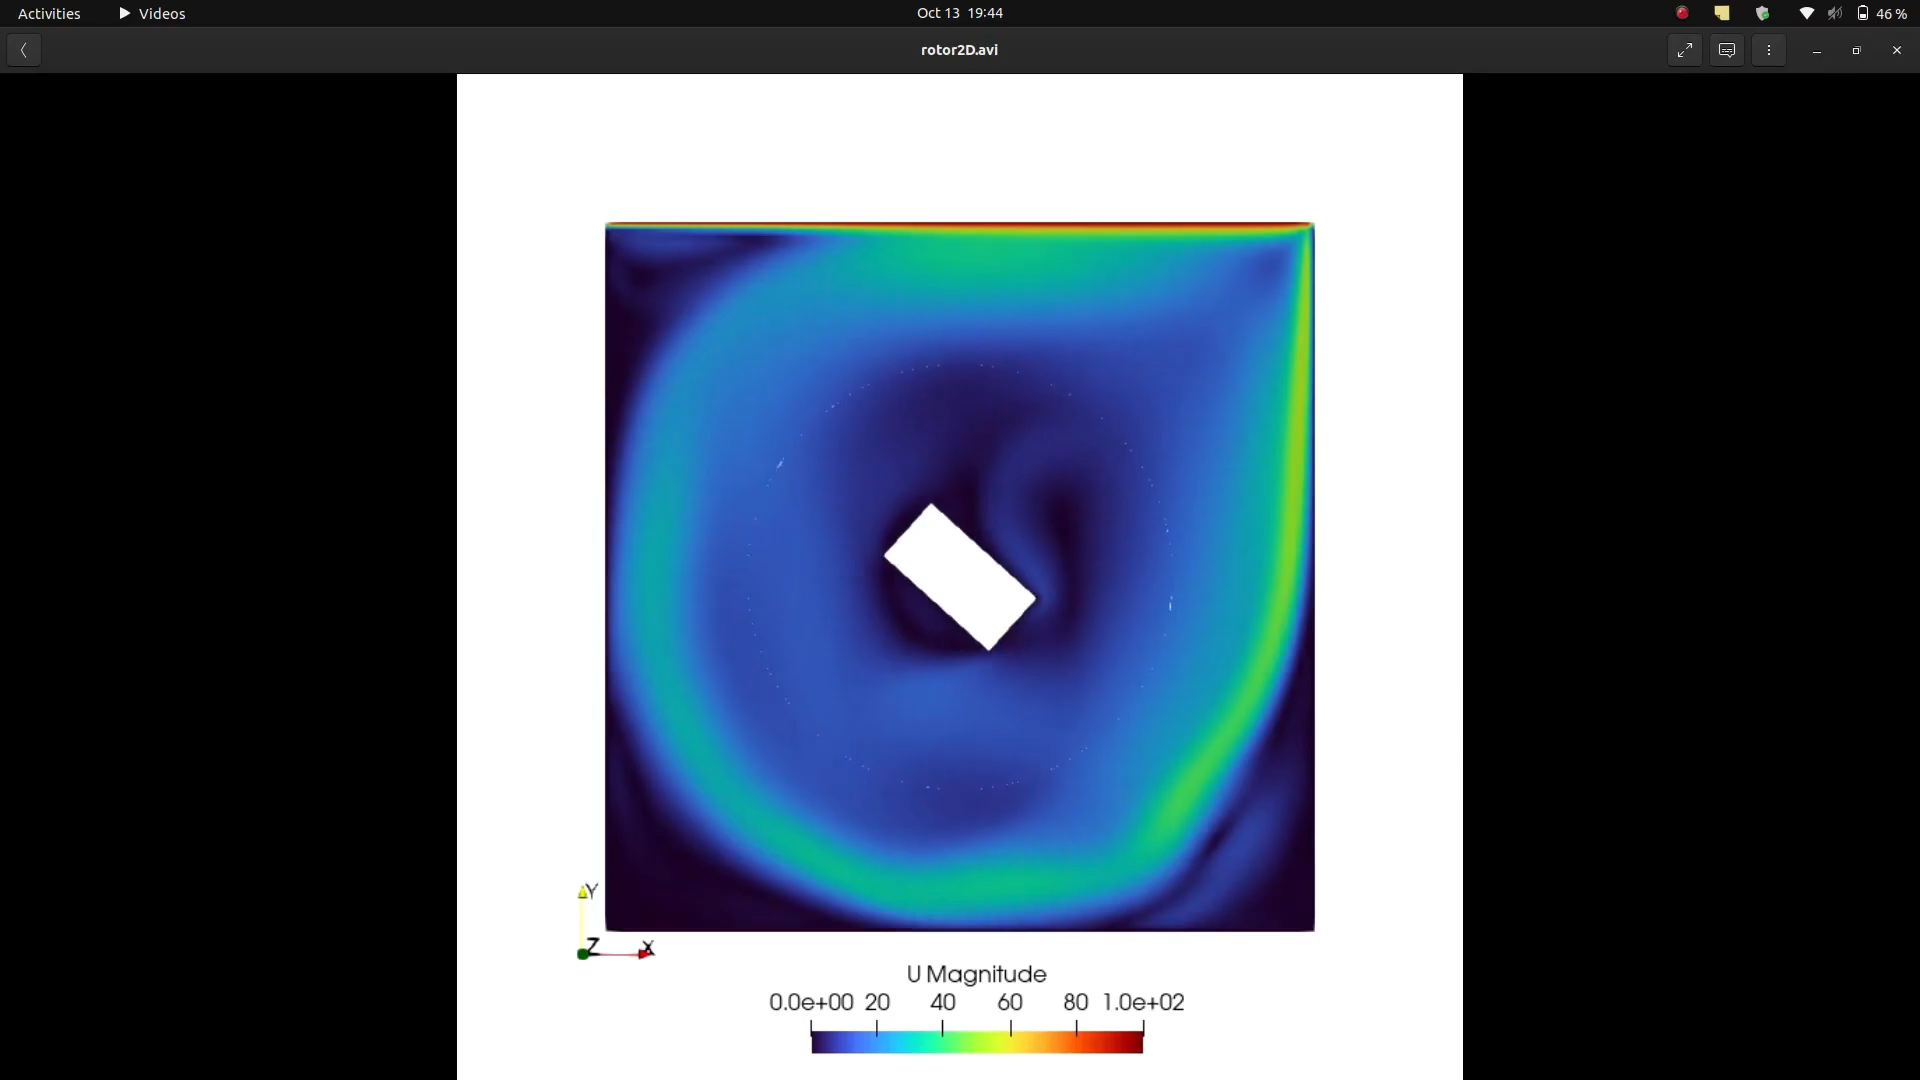 Activities Videos Oct 13 19:44 46 %
rotor2D.avi
Y
Z X
U Magnitude
0.0e+00 20 40 60 80 1.0e+02